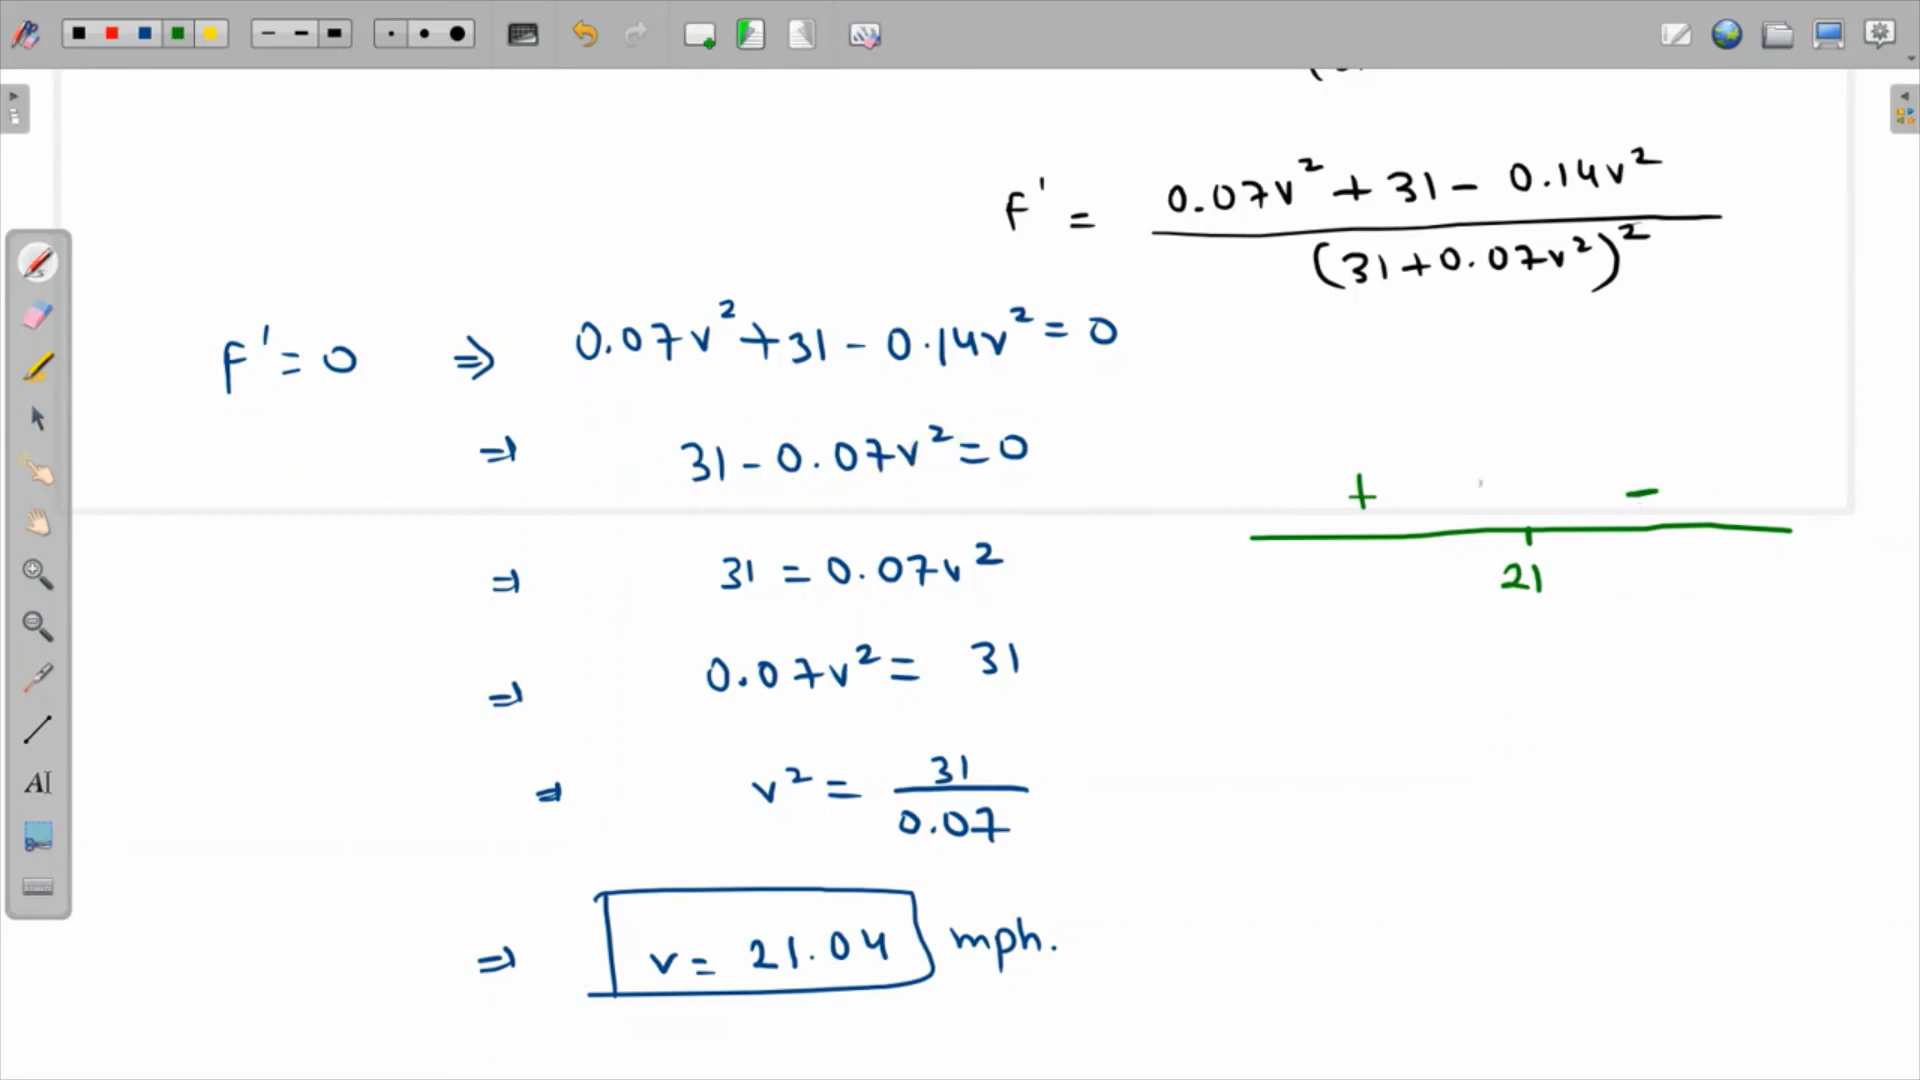 F' = (0.07v² + 31 - 0.14v²) / (31 + 0.07v²)²
F' = 0 ⇒ 0.07v² + 31 - 0.14v² = 0
⇒ 31 - 0.07v² = 0
+ -
21
⇒ 31 = 0.07v²
⇒ 0.07v² = 31
⇒ v² = 31 / 0.07
⇒ v = 21.04 mph.
AI